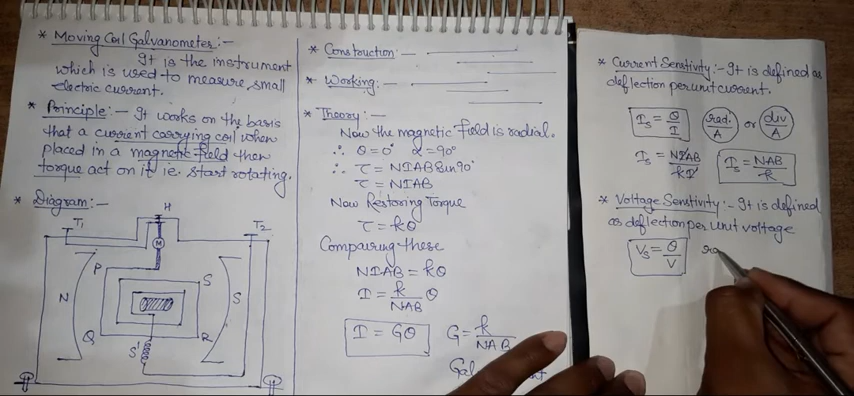 * Moving Coil Galvanometer:-
It is the instrument
which is used to measure small
electric current.
* Principle:- It works on the basis
that a current carrying coil when
placed in a magnetic field then
torque act on it i.e. start rotating.
* Diagram:-
H
T₁
T₂
M
P
S
N
S
Q
R
S'
* Construction:-
* Working:-
* Theory:-
Now the magnetic field is radial.
∴ θ=0° α=90°
∴ τ = NIAB Sin90°
τ = NIAB
Now Restoring Torque
τ = kθ
Comparing these
NIAB = kθ
I = k/NAB θ
I = Gθ G = k/NAB
* Current Senstivity:- It is defined as
deflection per unit current.
Is = θ/I rad./A or div/A
Is = NIAB/kI Is = NAB/k
* Voltage Senstivity:- It is defined
as deflection per unit voltage
Vs = θ/V ra